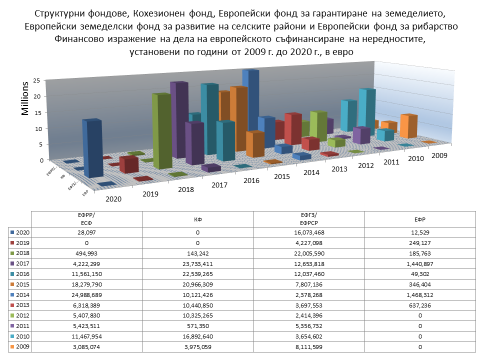 Структурни фондове, Кохезионен фонд, Европейски фонд за гарантиране на земеделието,
Европейски земеделски фонд за развитие на селските райони и Европейски фонд за рибарство
Финансово изражение на дела на европейското съфинансиране на нередностите,
установени по години от 2009 г. до 2020 г., в евро
Millions
25
20
15
10
5
0
2020 2019 2018 2017 2016 2015 2014 2013 2012 2011 2010 2009
ЕФРР/ЕСФ КФ ЕФГЗ/ЕФРСР ЕФР
2020 28,097 0 16,073,468 12,529
2019 0 0 4,227,098 249,127
2018 494,993 143,242 22,005,590 185,763
2017 4,222,299 23,733,411 12,653,818 1,440,897
2016 11,561,150 22,539,265 12,037,460 49,302
2015 18,279,790 20,966,309 7,807,136 346,404
2014 24,988,689 10,121,426 2,578,268 1,468,512
2013 6,318,389 10,440,850 3,697,553 637,236
2012 5,407,830 10,325,265 2,414,396 0
2011 5,423,511 571,350 5,356,732 0
2010 11,467,954 16,892,640 3,654,602 0
2009 3,085,074 3,975,059 8,111,599 0